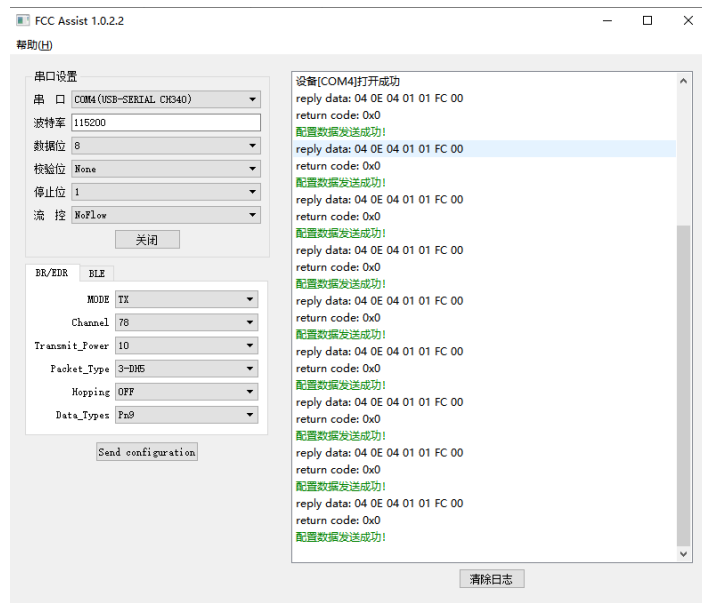 FCC Assist 1.0.2.2
帮助(H)
串口设置
串 口 COM4(USB-SERIAL CH340)
波特率 115200
数据位 8
校验位 None
停止位 1
流 控 NoFlow
关闭
BR/EDR BLE
MODE TX
Channel 78
Transmit_Power 10
Packet_Type 3-DH5
Hopping OFF
Data_Types Pn9
Send configuration
设备[COM4]打开成功
reply data: 04 0E 04 01 01 FC 00
return code: 0x0
配置数据发送成功!
reply data: 04 0E 04 01 01 FC 00
return code: 0x0
配置数据发送成功!
reply data: 04 0E 04 01 01 FC 00
return code: 0x0
配置数据发送成功!
reply data: 04 0E 04 01 01 FC 00
return code: 0x0
配置数据发送成功!
reply data: 04 0E 04 01 01 FC 00
return code: 0x0
配置数据发送成功!
reply data: 04 0E 04 01 01 FC 00
return code: 0x0
配置数据发送成功!
reply data: 04 0E 04 01 01 FC 00
return code: 0x0
配置数据发送成功!
reply data: 04 0E 04 01 01 FC 00
return code: 0x0
配置数据发送成功!
reply data: 04 0E 04 01 01 FC 00
return code: 0x0
配置数据发送成功!
清除日志